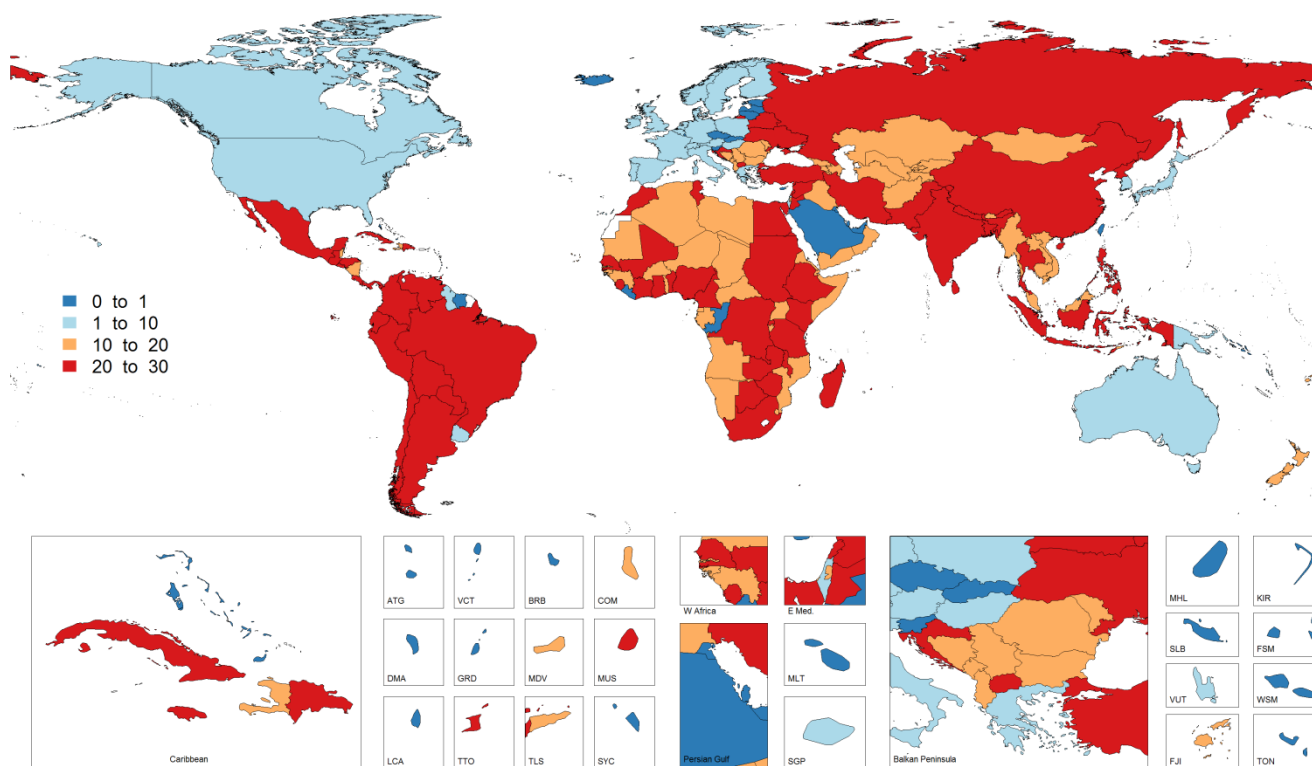 0 to 1
1 to 10
10 to 20
20 to 30
Caribbean
ATG
VCT
BRB
COM
DMA
GRD
MDV
MUS
LCA
TTO
TLS
SYC
W Africa
E Med.
Persian Gulf
MLT
SGP
Balkan Peninsula
MHL
KIR
SLB
FSM
VUT
WSM
FJI
TON